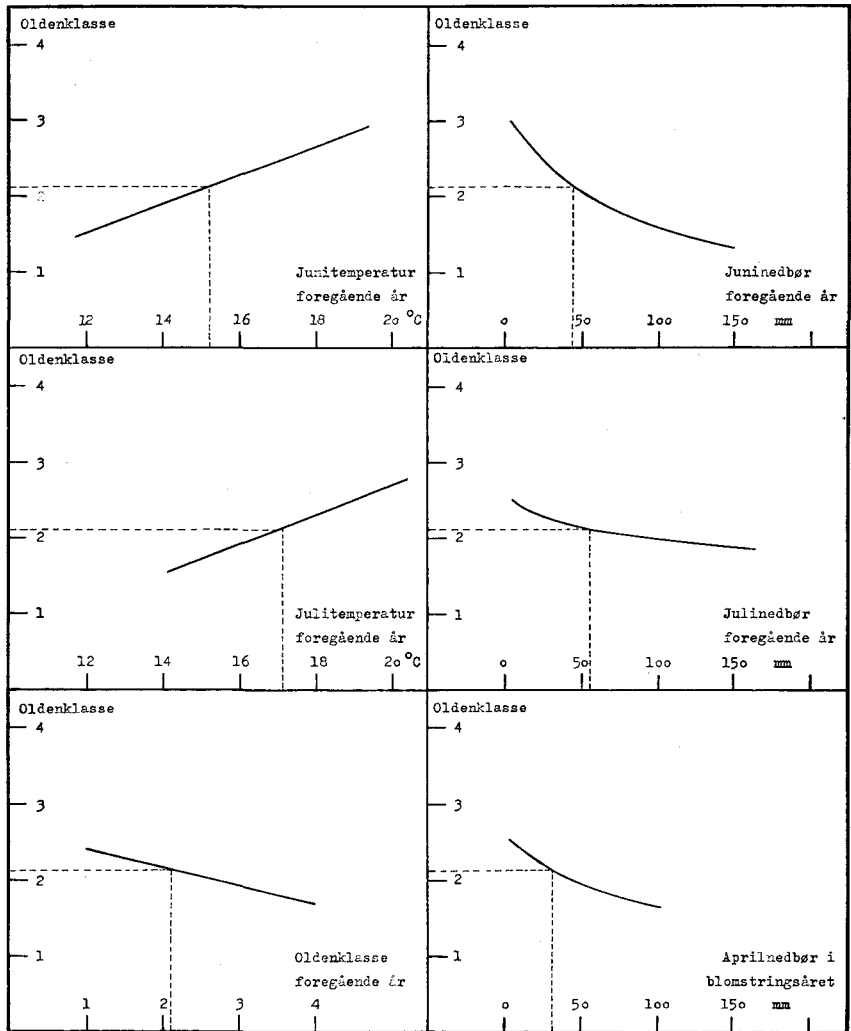 Oldenklasse
4
3
2
1
Junitemperatur
foregående år
12 14 16 18 20 °C
Oldenklasse
4
3
2
1
Juninedbør
foregående år
0 50 100 150 mm
Oldenklasse
4
3
2
1
Julitemperatur
foregående år
12 14 16 18 20 °C
Oldenklasse
4
3
2
1
Julinedbør
foregående år
0 50 100 150 mm
Oldenklasse
4
3
2
1
Oldenklasse
foregående år
1 2 3 4
Oldenklasse
4
3
2
1
Aprilnedbør i
blomstringsåret
0 50 100 150 mm